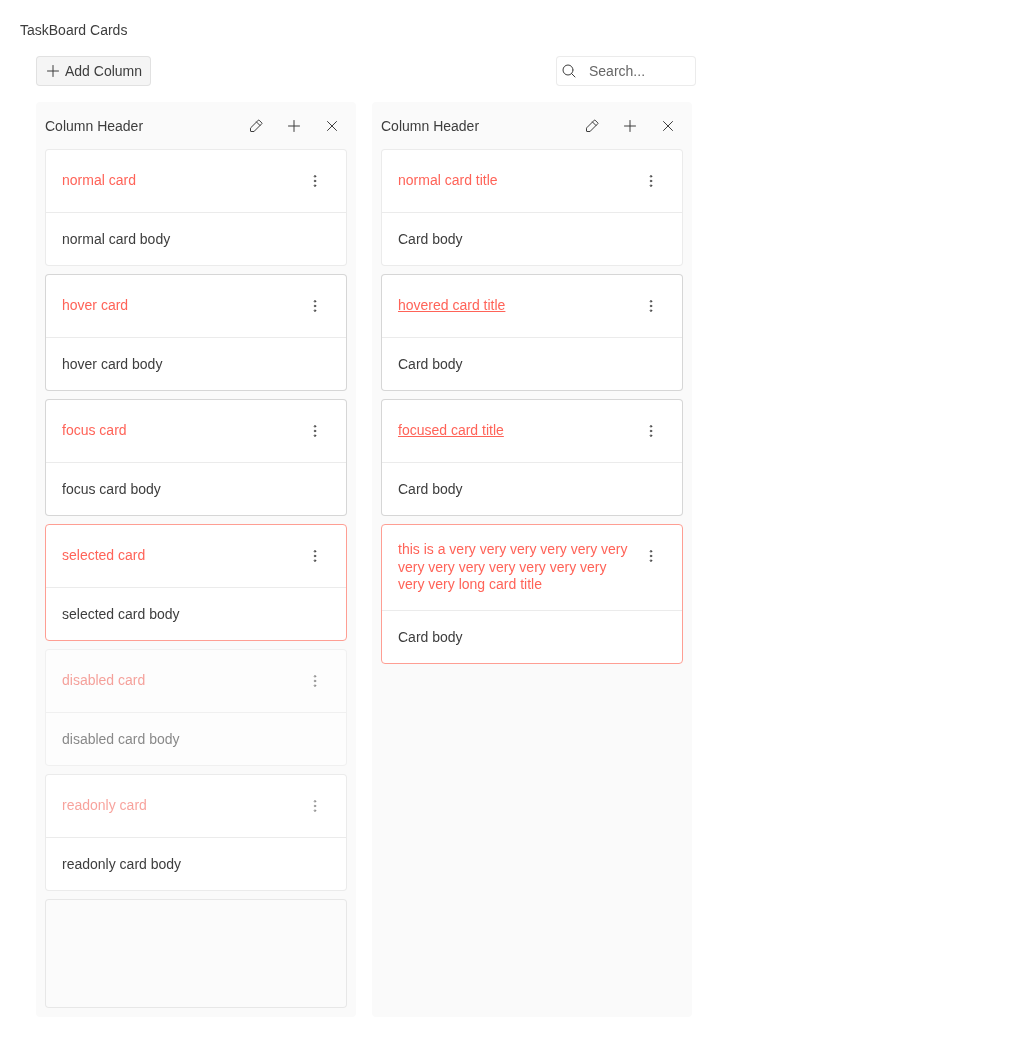 TaskBoard Cards
Add Column
Search...
Column Header
normal card
normal card body
hover card
hover card body
focus card
focus card body
selected card
selected card body
disabled card
disabled card body
readonly card
readonly card body
Column Header
normal card title
Card body
hovered card title
Card body
focused card title
Card body
this is a very very very very very very
very very very very very very very
very very long card title
Card body